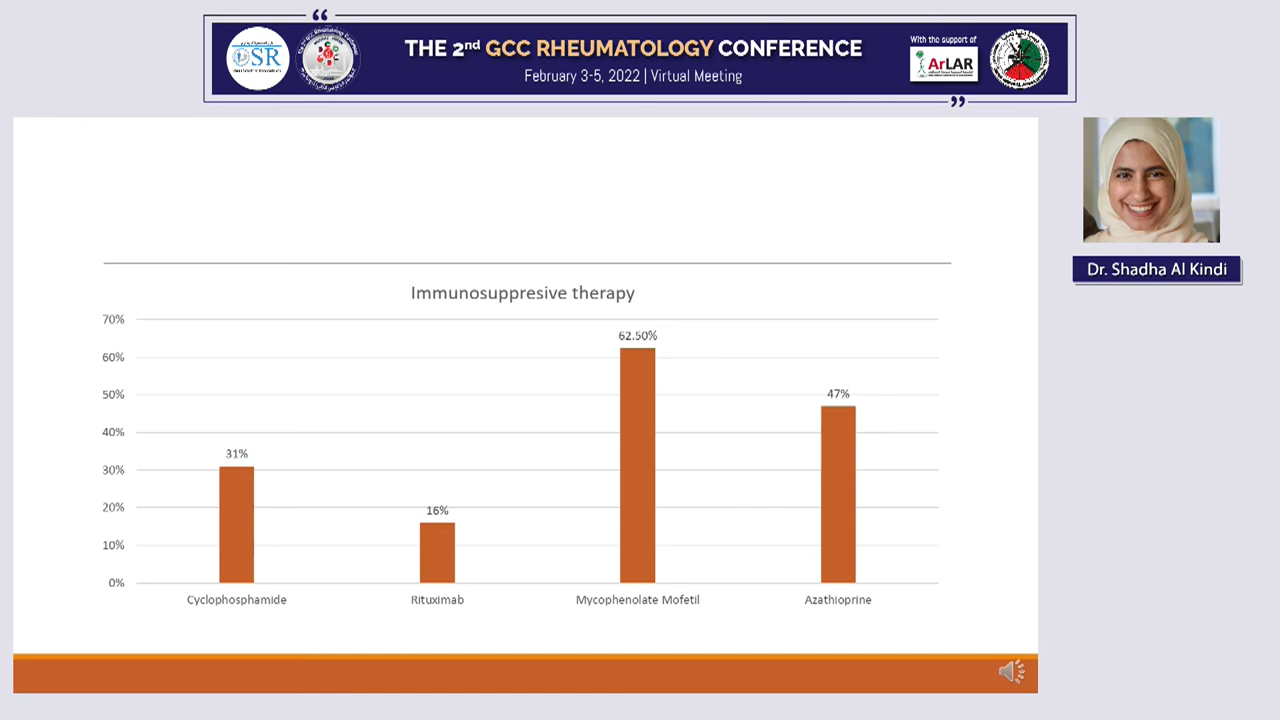 THE 2nd GCC RHEUMATOLOGY CONFERENCE
February 3-5, 2022 | Virtual Meeting
SR
With the support of
ArLAR
Dr. Shadha Al Kindi
Immunosuppresive therapy
70%
60%
50%
40%
30%
20%
10%
0%
31%
16%
62.50%
47%
Cyclophosphamide
Rituximab
Mycophenolate Mofetil
Azathioprine